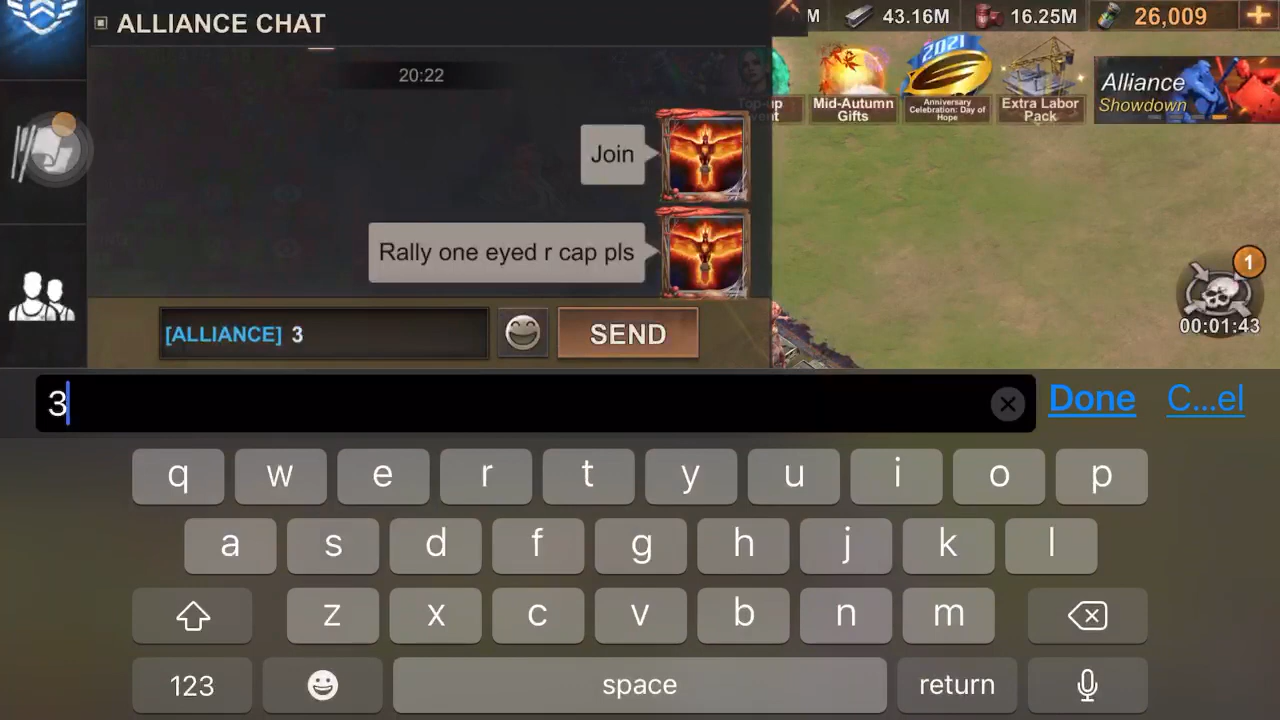 ALLIANCE CHAT
M
43.16M
16.25M
26,009
20:22
2021
Top-up
Mid-Autumn
Gifts
Anniversary
Celebration: Day of
Hope
Extra Labor
Pack
Alliance
Showdown
Join
Rally one eyed r cap pls
1
00:01:43
[ALLIANCE] 3
SEND
3
Done
C...el
q w e r t y u i o p
a s d f g h j k l
z x c v b n m
123
space
return